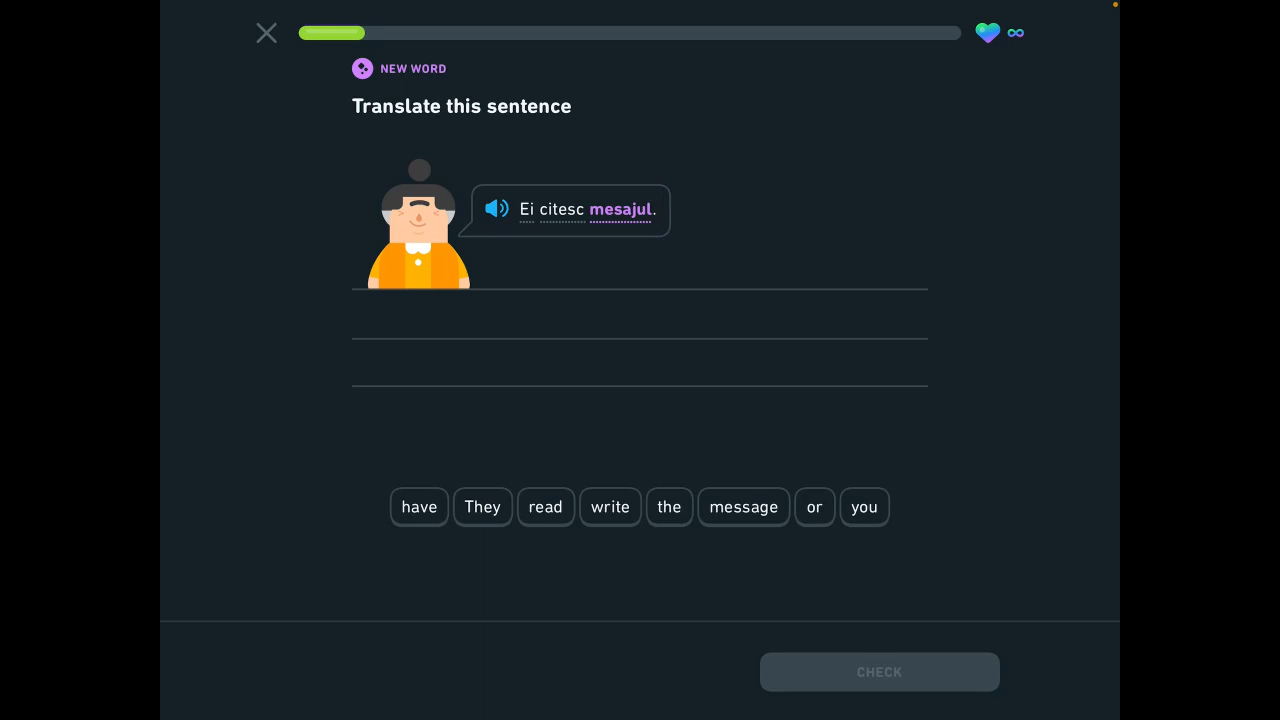 NEW WORD
Translate this sentence
Ei citesc mesajul.
have They read write the message or you
CHECK